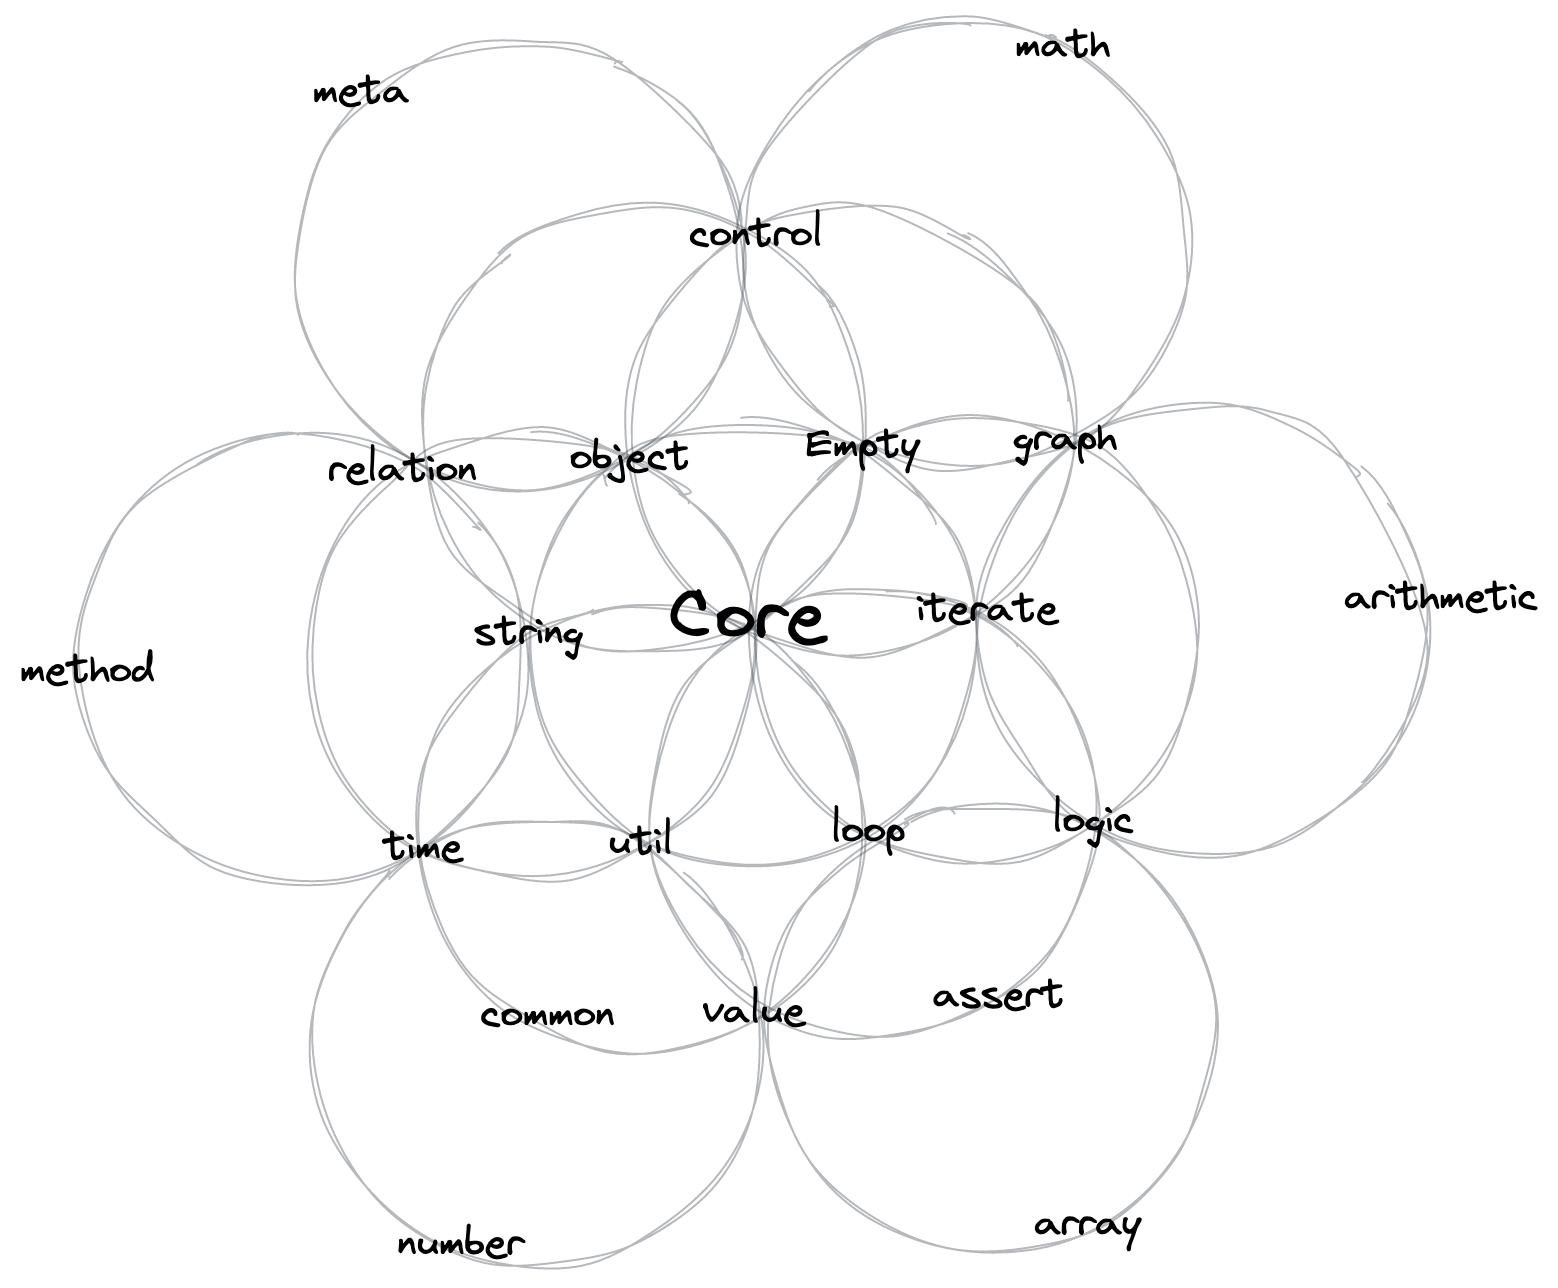 math
meta
control
Empty
graph
object
relation
arithmetic
iterate
Core
string
method
logic
loop
util
time
assert
value
common
array
number